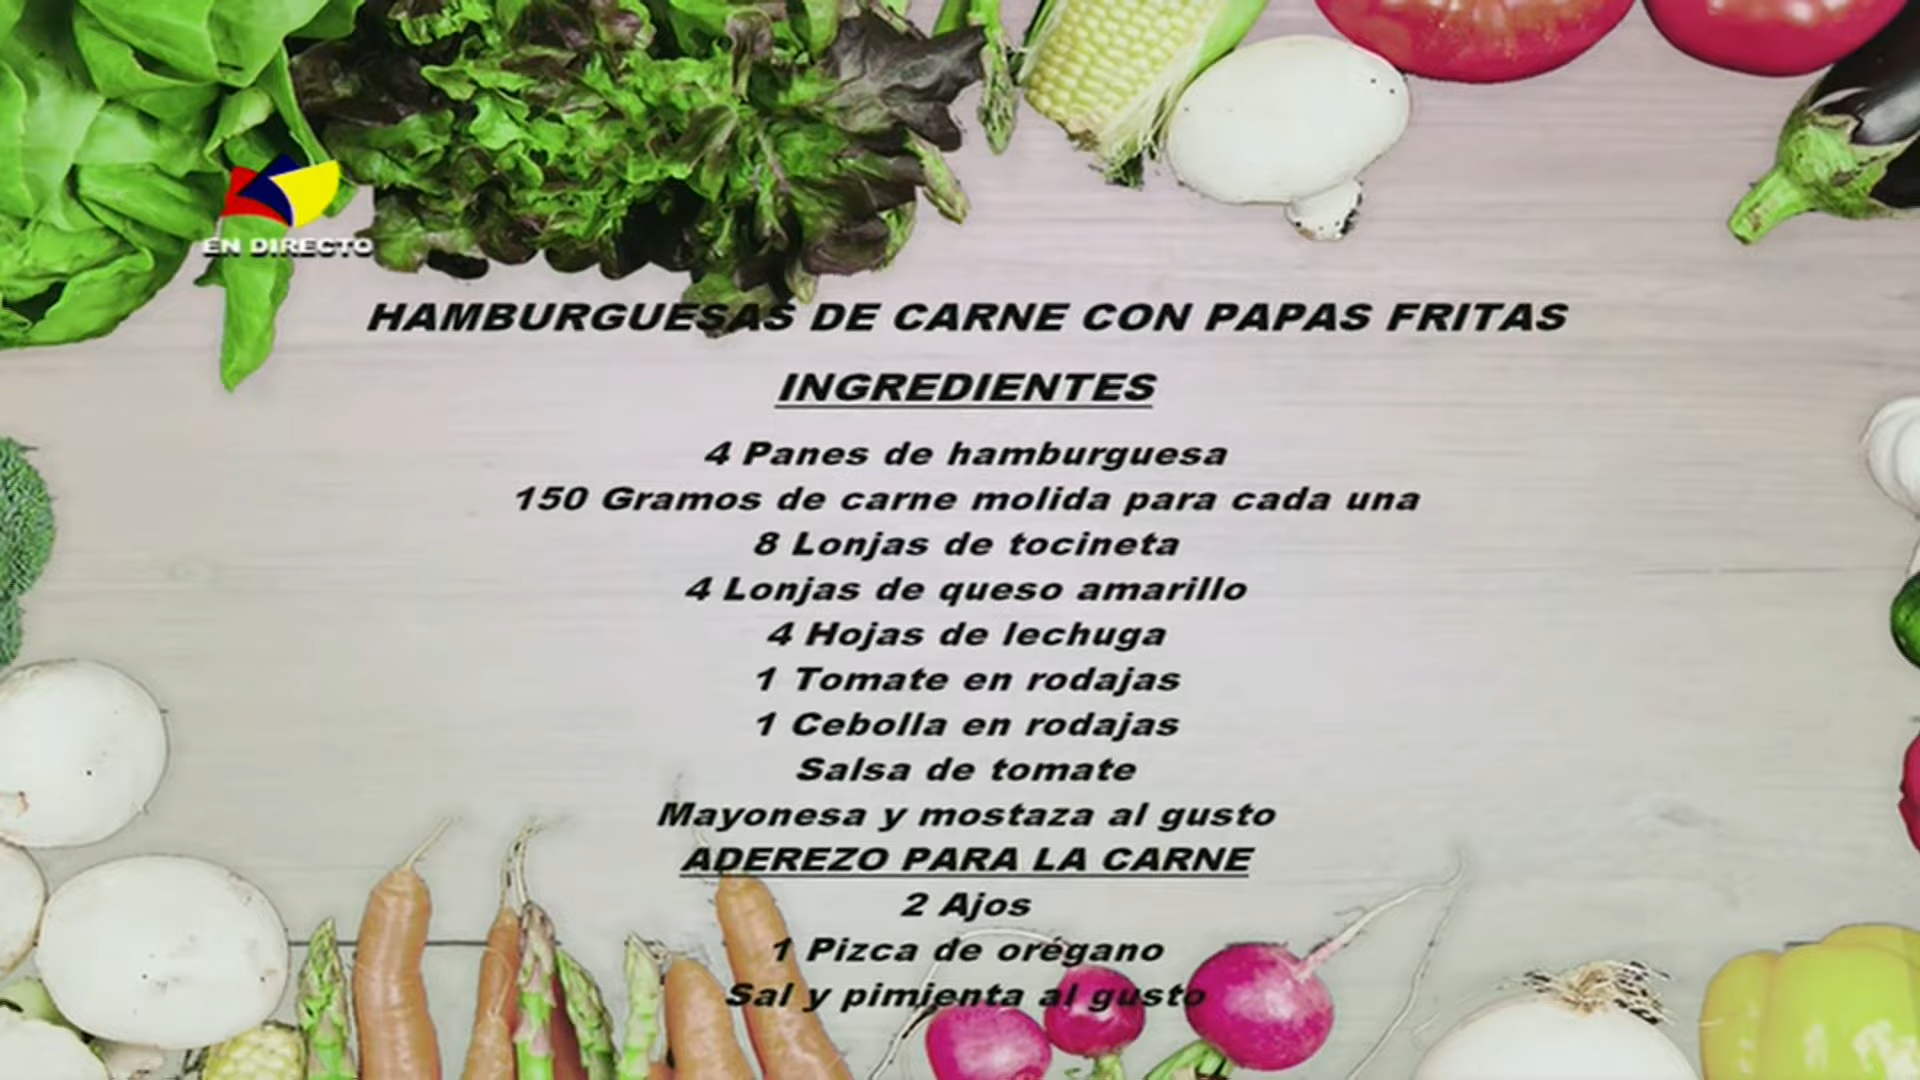 EN DIRECTO
HAMBURGUESAS DE CARNE CON PAPAS FRITAS
INGREDIENTES
4 Panes de hamburguesa
150 Gramos de carne molida para cada una
8 Lonjas de tocineta
4 Lonjas de queso amarillo
4 Hojas de lechuga
1 Tomate en rodajas
1 Cebolla en rodajas
Salsa de tomate
Mayonesa y mostaza al gusto
ADEREZO PARA LA CARNE
2 Ajos
1 Pizca de orégano
Sal y pimienta al gusto